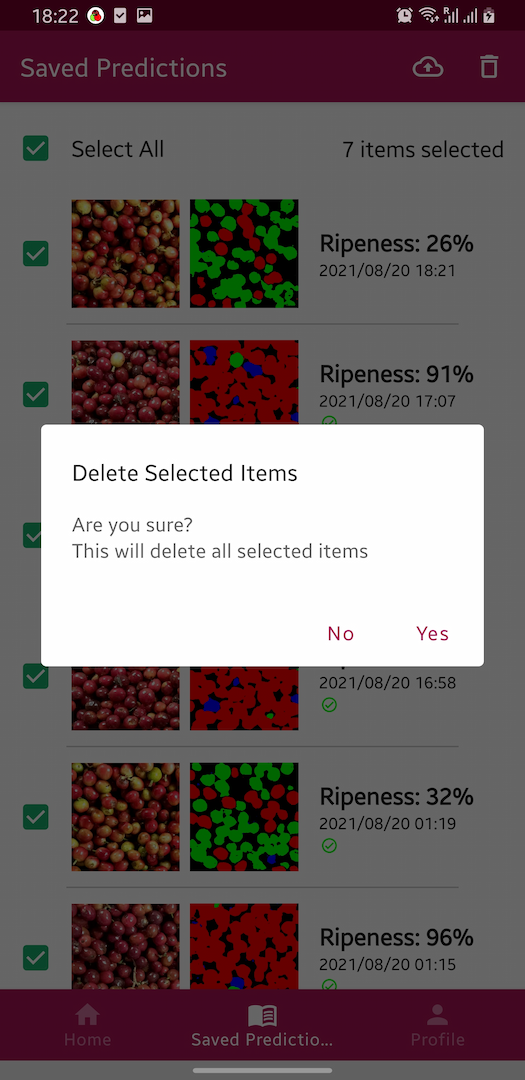 18:22
Saved Predictions
Select All
7 items selected
Ripeness: 26%
2021/08/20 18:21
Ripeness: 91%
2021/08/20 17:07
Delete Selected Items
Are you sure?
This will delete all selected items
No
Yes
2021/08/20 16:58
Ripeness: 32%
2021/08/20 01:19
Ripeness: 96%
2021/08/20 01:15
Home
Saved Predictio...
Profile